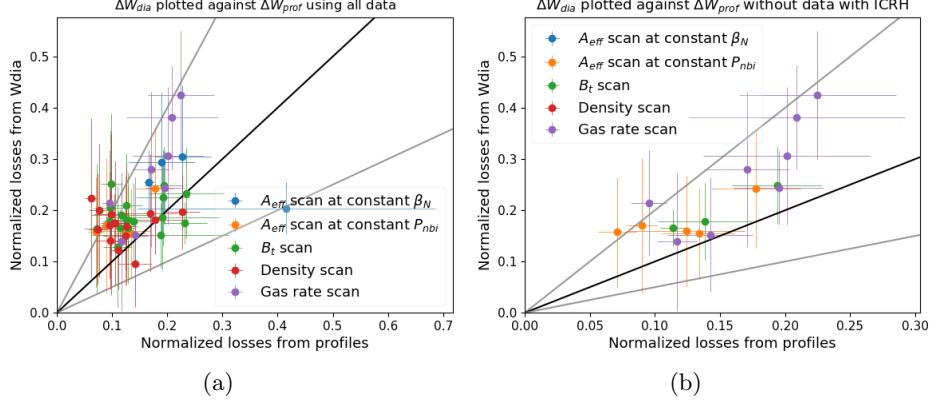 ΔW_dia plotted against ΔW_prof using all data
Normalized losses from Wdia
0.5
0.4
0.3
0.2
0.1
0.0
0.0 0.1 0.2 0.3 0.4 0.5 0.6 0.7
Normalized losses from profiles
A_eff scan at constant β_N
A_eff scan at constant P_nbi
B_t scan
Density scan
Gas rate scan
(a)
ΔW_dia plotted against ΔW_prof without data with ICRH
Normalized losses from Wdia
0.5
0.4
0.3
0.2
0.1
0.0
0.00 0.05 0.10 0.15 0.20 0.25 0.30
Normalized losses from profiles
A_eff scan at constant β_N
A_eff scan at constant P_nbi
B_t scan
Density scan
Gas rate scan
(b)